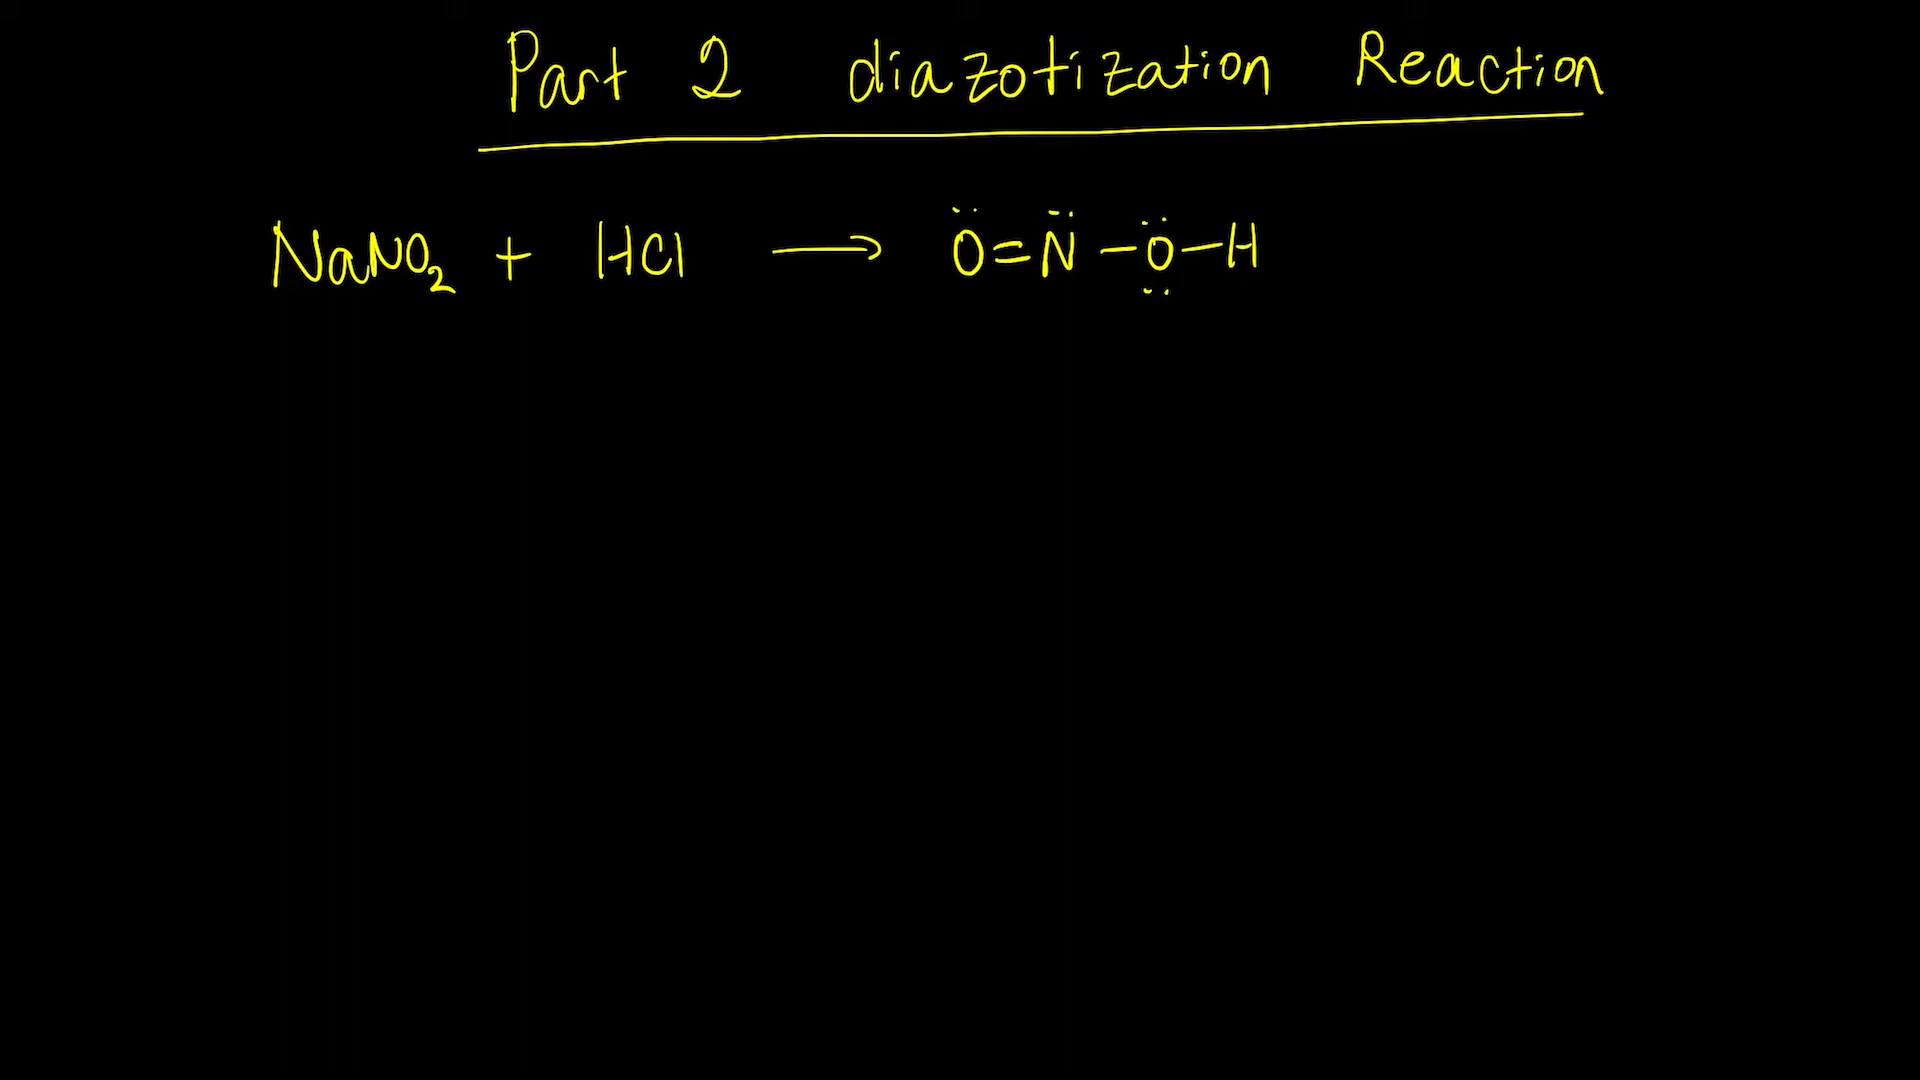 Part 2 diazotization Reaction
NaNO₂ + HCl ⟶ Ö=N̈-Ö-H